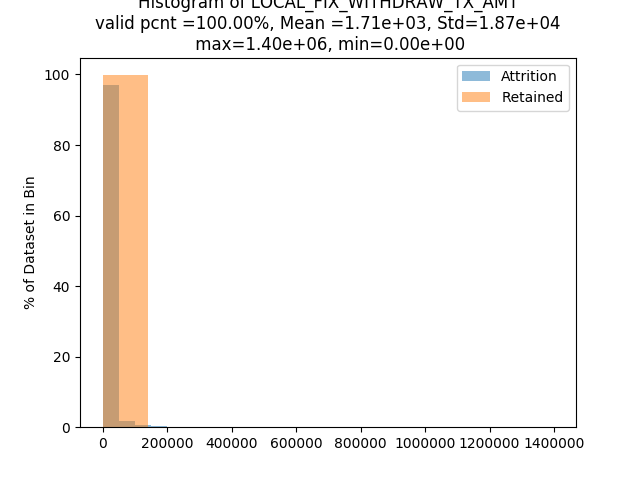 Histogram of LOCAL_FIX_WITHDRAW_TX_AMT
valid pcnt =100.00%, Mean =1.71e+03, Std=1.87e+04
max=1.40e+06, min=0.00e+00
Attrition
Retained
% of Dataset in Bin
100
80
60
40
20
0
0 200000 400000 600000 800000 1000000 1200000 1400000